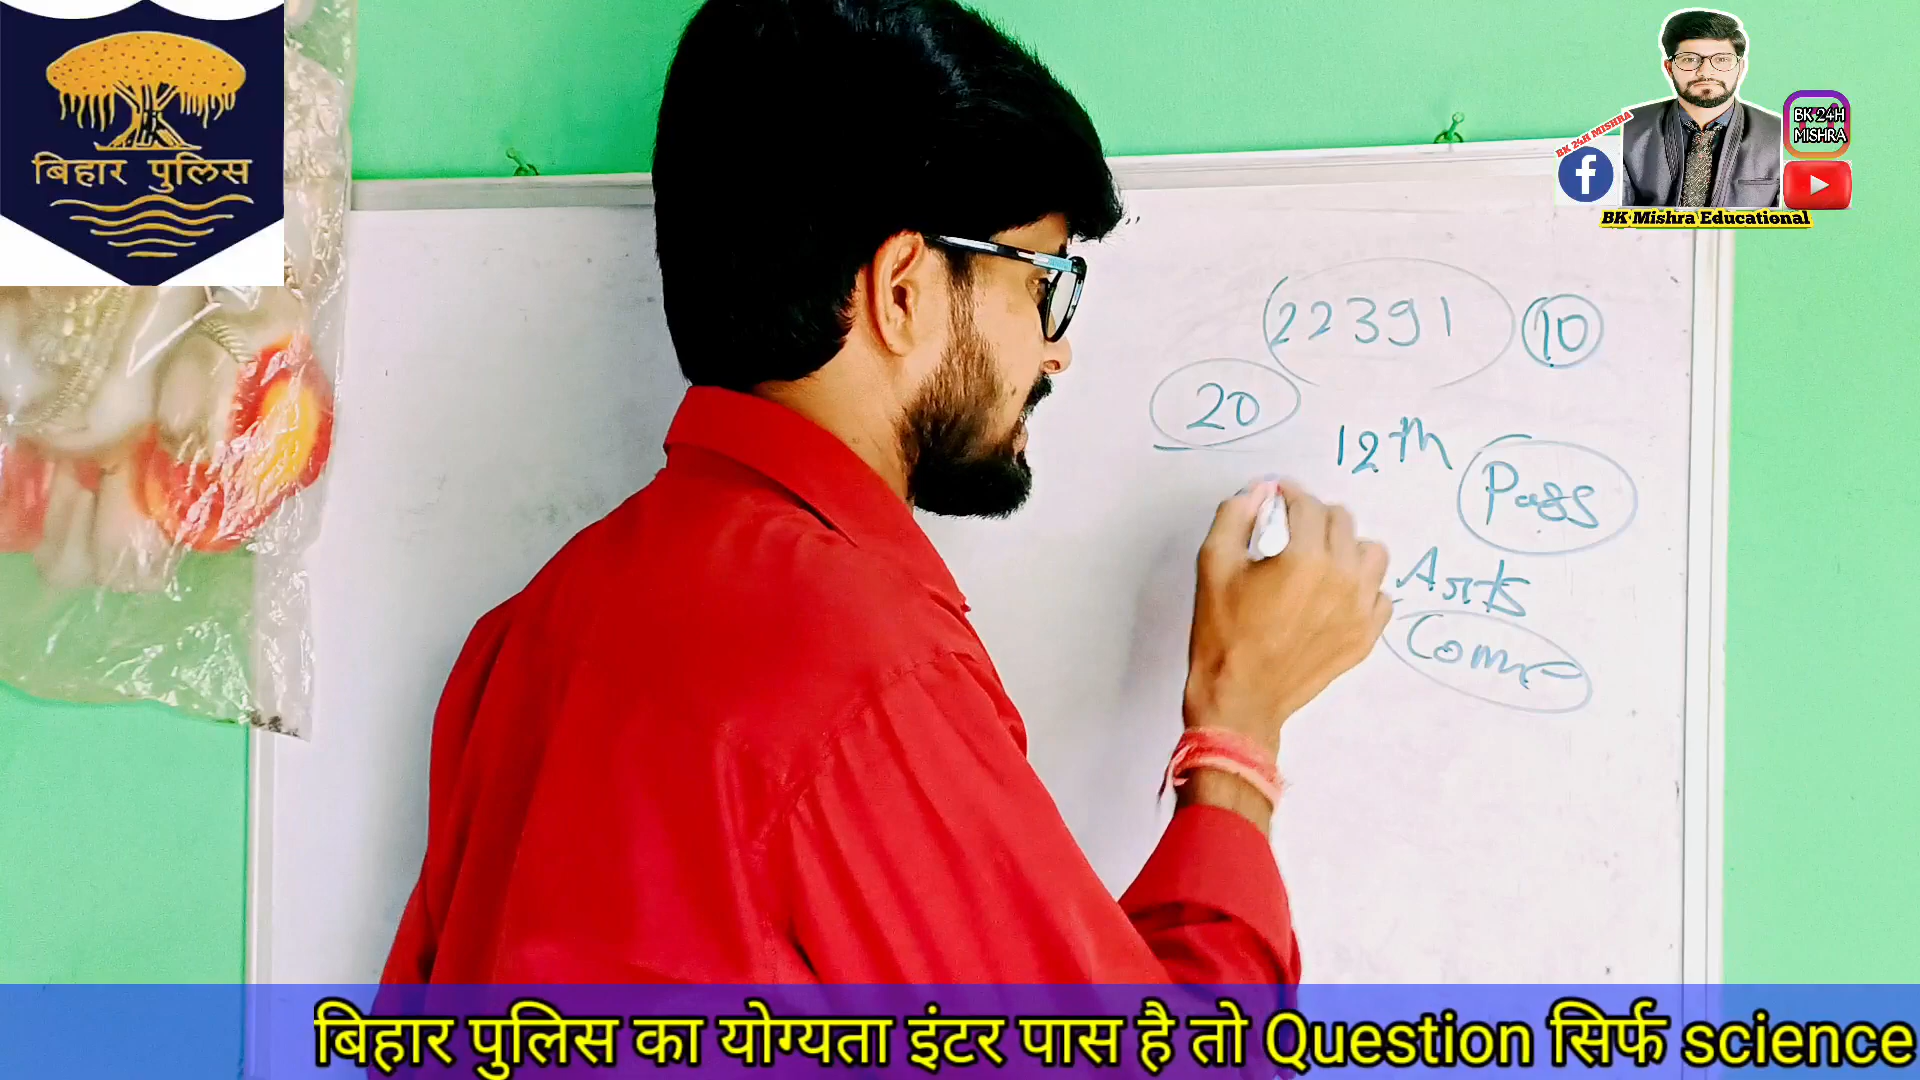 बिहार पुलिस
BK 24H MISHRA
BK 24H
MISHRA
BK Mishra Educational
22391
10
20
12th
Pass
Arts
बिहार पुलिस का योग्यता इंटर पास है तो Question सिर्फ science